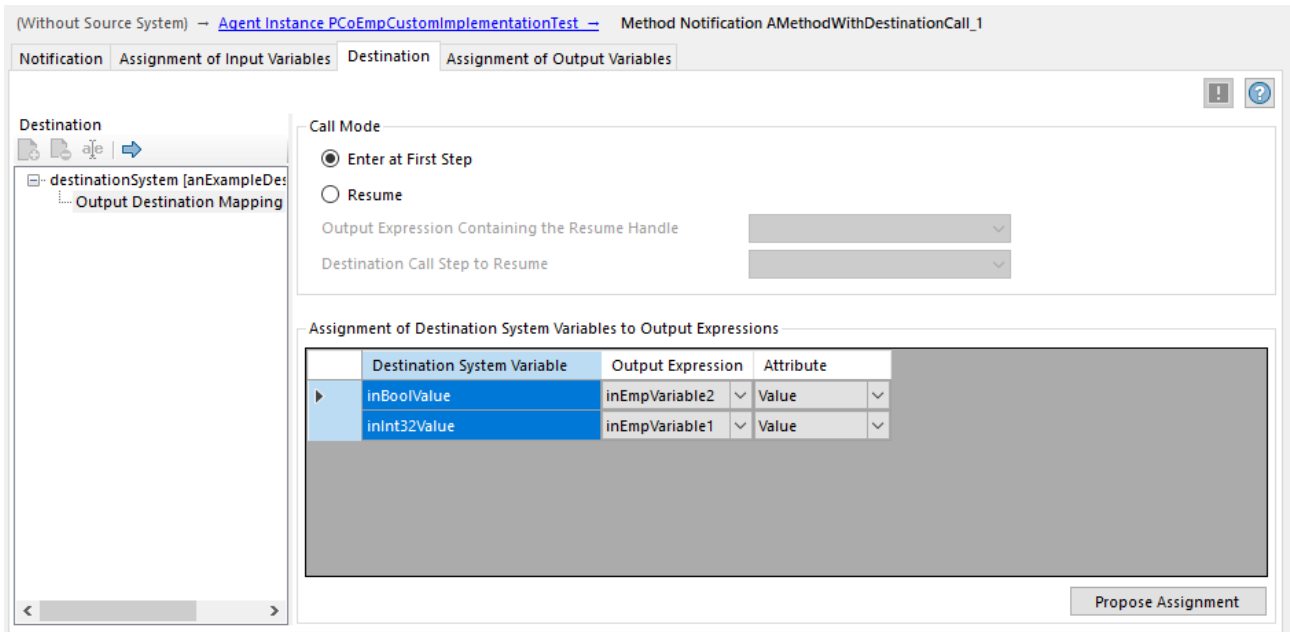 (Without Source System) → Agent Instance PCoEmpCustomImplementationTest → Method Notification AMethodWithDestinationCall_1
Notification Assignment of Input Variables Destination Assignment of Output Variables
Destination
a|e
destinationSystem [anExampleDes
Output Destination Mapping
Call Mode
Enter at First Step
Resume
Output Expression Containing the Resume Handle
Destination Call Step to Resume
Assignment of Destination System Variables to Output Expressions
Destination System Variable Output Expression Attribute
inBoolValue inEmpVariable2 Value
inInt32Value inEmpVariable1 Value
Propose Assignment